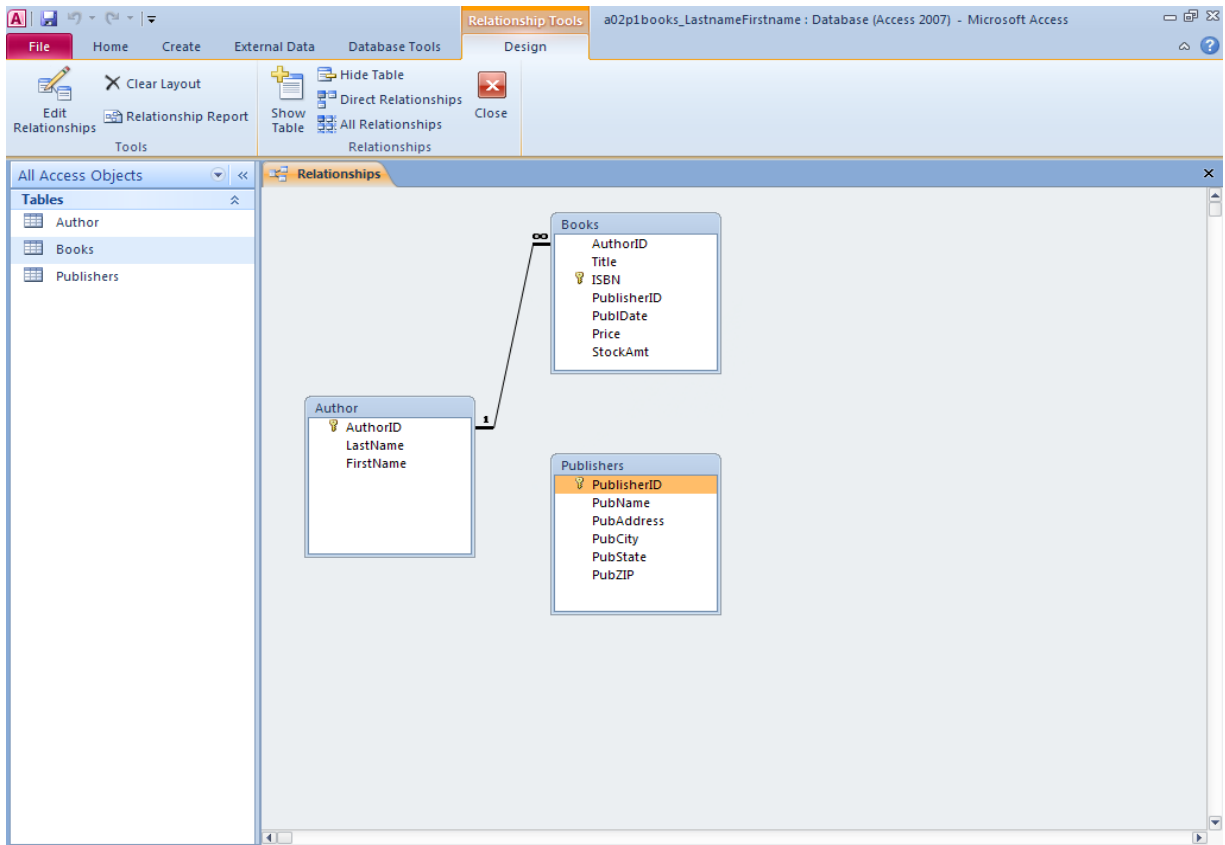 Relationship Tools
a02p1books_LastnameFirstname : Database (Access 2007) - Microsoft Access
File Home Create External Data Database Tools Design
Edit Relationships
Clear Layout
Relationship Report
Tools
Show Table
Hide Table
Direct Relationships
All Relationships
Relationships
Close
All Access Objects
Tables
Author
Books
Publishers
Relationships
Books
AuthorID
Title
ISBN
PublisherID
PublDate
Price
StockAmt
∞
1
Author
AuthorID
LastName
FirstName
Publishers
PublisherID
PubName
PubAddress
PubCity
PubState
PubZIP